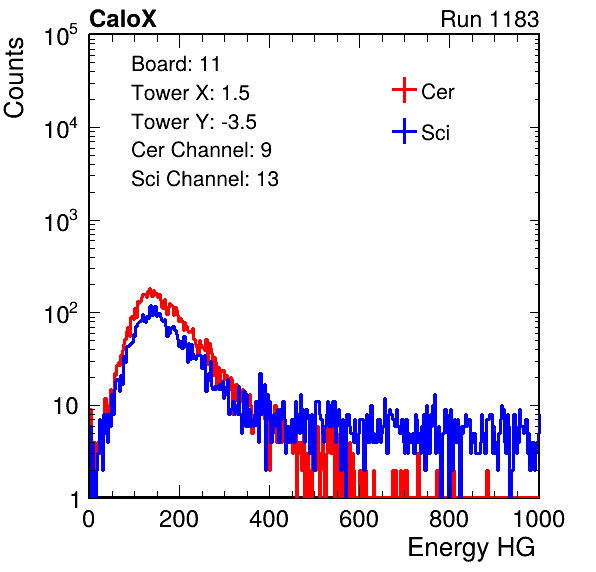 CaloX Run 1183
Counts
10^5
10^4
10^3
10^2
10
1
Board: 11
Tower X: 1.5
Tower Y: -3.5
Cer Channel: 9
Sci Channel: 13
Cer
Sci
0 200 400 600 800 1000
Energy HG